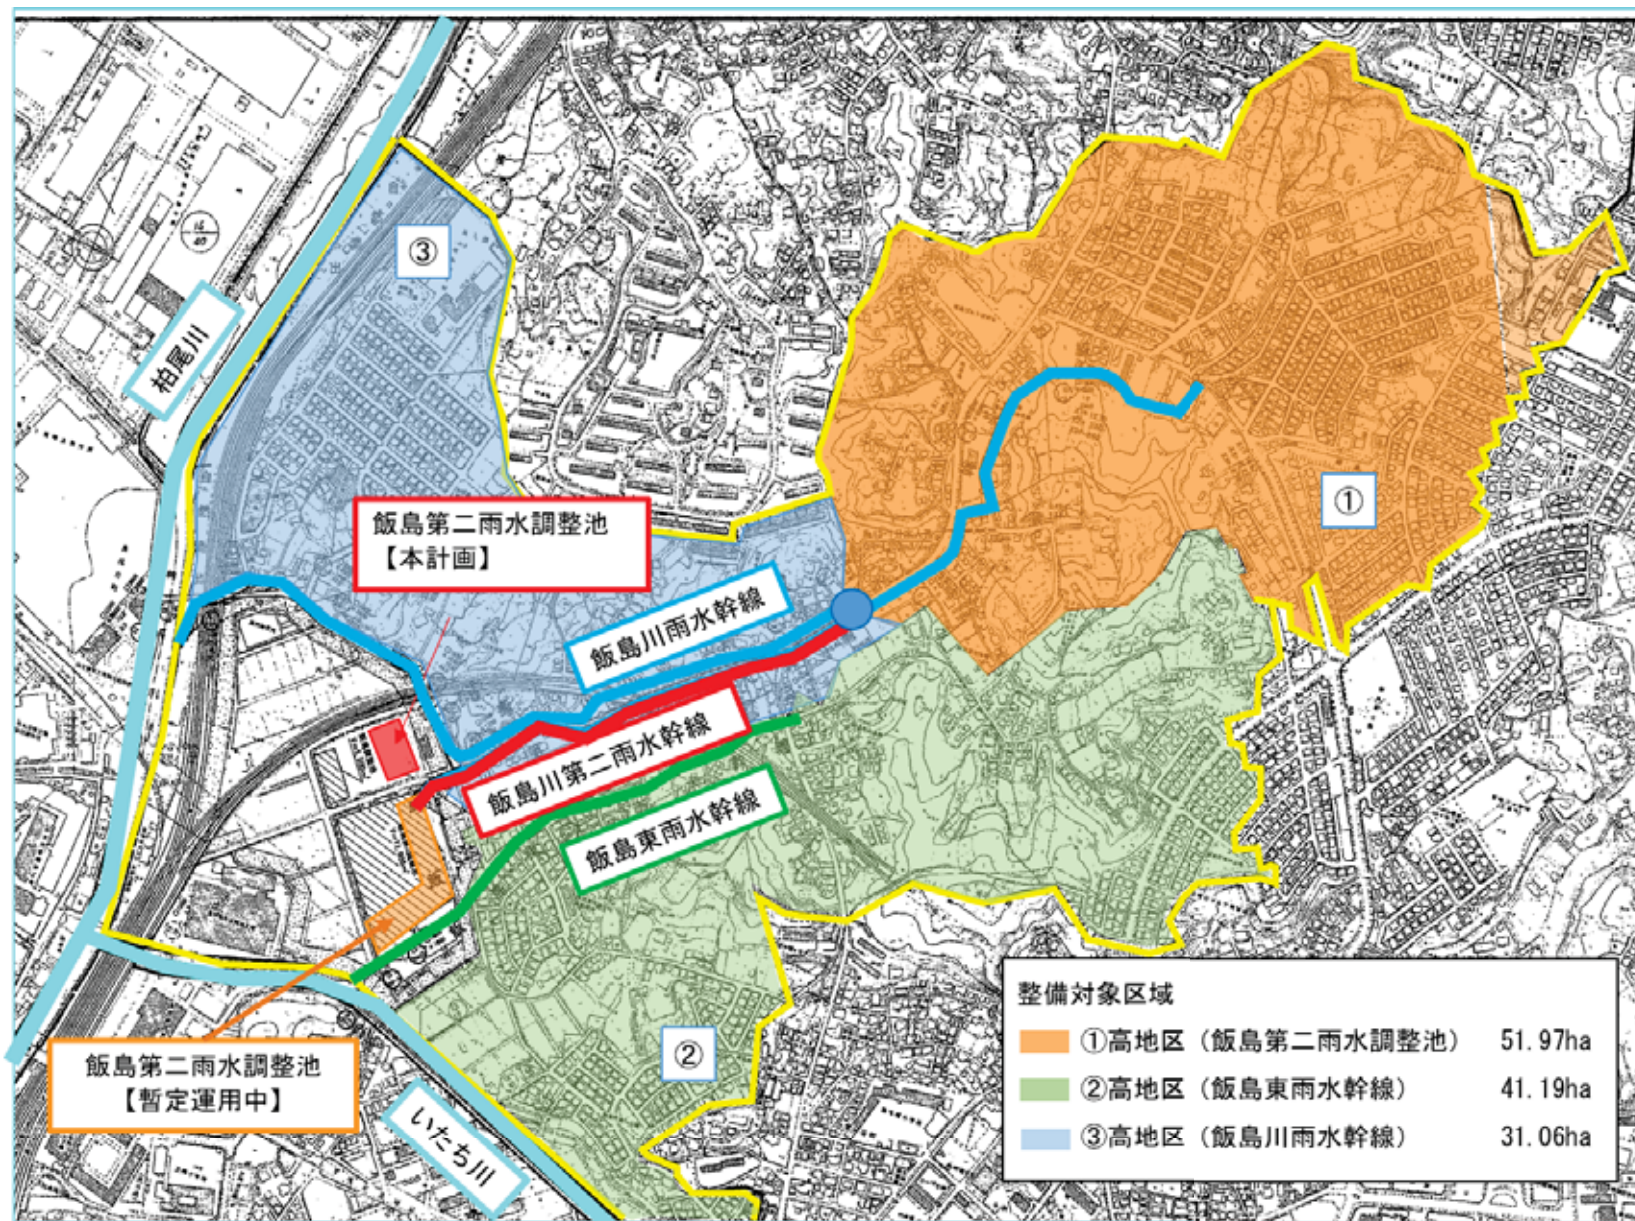 ③
柏尾川
飯島第二雨水調整池
【本計画】
①
飯島川雨水幹線
飯島川第二雨水幹線
飯島東雨水幹線
飯島第二雨水調整池
【暫定運用中】
いたち川
②
整備対象区域
①高地区（飯島第二雨水調整池） 51.97ha
②高地区（飯島東雨水幹線） 41.19ha
③高地区（飯島川雨水幹線） 31.06ha